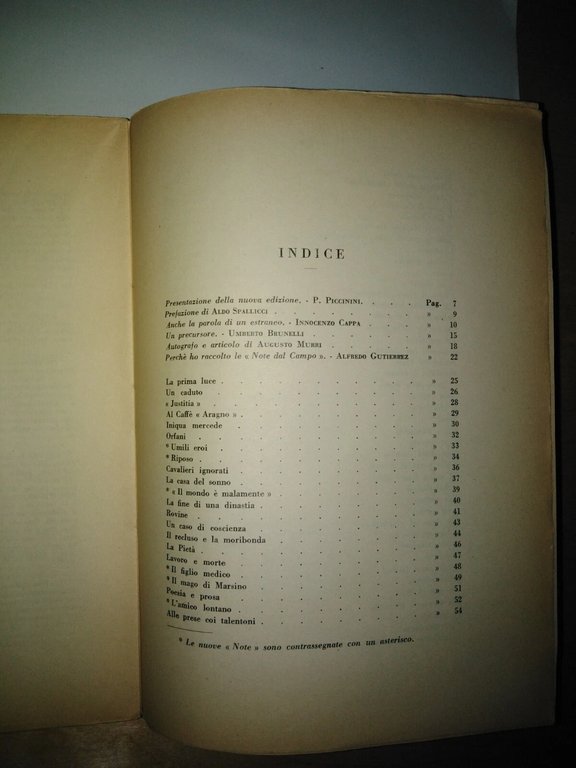 INDICE
Presentazione della nuova edizione. - P. Piccinini. . . . Pag. 7
Prefazione di Aldo Spallicci . . . . . . » 9
Anche la parola di un estraneo. - Innocenzo Cappa . . . » 10
Un precursore. - Umberto Brunelli . . . . . » 15
Autografo e articolo di Augusto Murri . . . . » 18
Perchè ho raccolto le « Note dal Campo ». - Alfredo Gutierrez » 22
La prima luce . . . . . . . . » 25
Un caduto . . . . . . . . » 26
« Justitia » . . . . . . . . » 28
Al Caffè « Aragno » . . . . . . . » 29
Iniqua mercede . . . . . . . . » 30
Orfani . . . . . . . . . » 32
* Umili eroi . . . . . . . . » 33
* Riposo . . . . . . . . . » 34
Cavalieri ignorati . . . . . . . » 36
La casa del sonno . . . . . . . » 37
* « Il mondo è malamente » . . . . . . » 39
La fine di una dinastia . . . . . . . » 40
Rovine . . . . . . . . . » 41
Un caso di coscienza . . . . . . . » 43
Il recluso e la moribonda . . . . . . » 44
La Pietà . . . . . . . . . » 46
Lavoro e morte . . . . . . . . » 47
* Il figlio medico . . . . . . . . » 48
* Il mago di Marsino . . . . . . . » 49
Poesia e prosa . . . . . . . . » 51
* L'amico lontano . . . . . . . . » 52
Alle prese coi talentoni . . . . . . . » 54
* Le nuove « Note » sono contrassegnate con un asterisco.